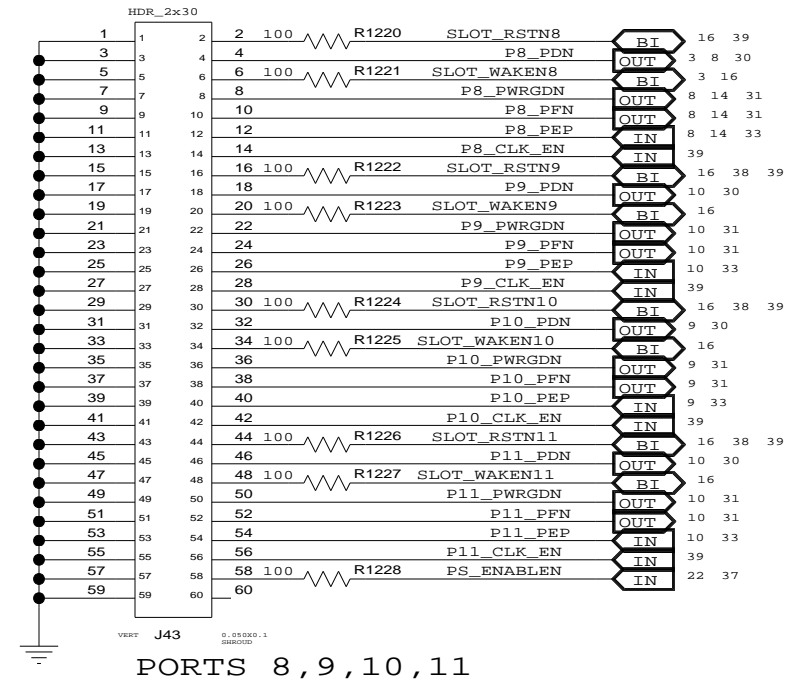 HDR_2x30
1 1 2 2 100 R1220 SLOT_RSTN8 BI 16 39
3 3 4 4 P8_PDN OUT 3 8 30
5 5 6 6 100 R1221 SLOT_WAKEN8 BI 3 16
7 7 8 8 P8_PWRGDN OUT 8 14 31
9 9 10 10 P8_PFN OUT 8 14 31
11 11 12 12 P8_PEP IN 8 14 33
13 13 14 14 P8_CLK_EN IN 39
15 15 16 16 100 R1222 SLOT_RSTN9 BI 16 38 39
17 17 18 18 P9_PDN OUT 10 30
19 19 20 20 100 R1223 SLOT_WAKEN9 BI 16
21 21 22 22 P9_PWRGDN OUT 10 31
23 23 24 24 P9_PFN OUT 10 31
25 25 26 26 P9_PEP IN 10 33
27 27 28 28 P9_CLK_EN IN 39
29 29 30 30 100 R1224 SLOT_RSTN10 BI 16 38 39
31 31 32 32 P10_PDN OUT 9 30
33 33 34 34 100 R1225 SLOT_WAKEN10 BI 16
35 35 36 36 P10_PWRGDN OUT 9 31
37 37 38 38 P10_PFN OUT 9 31
39 39 40 40 P10_PEP IN 9 33
41 41 42 42 P10_CLK_EN IN 39
43 43 44 44 100 R1226 SLOT_RSTN11 BI 16 38 39
45 45 46 46 P11_PDN OUT 10 30
47 47 48 48 100 R1227 SLOT_WAKEN11 BI 16
49 49 50 50 P11_PWRGDN OUT 10 31
51 51 52 52 P11_PFN OUT 10 31
53 53 54 54 P11_PEP IN 10 33
55 55 56 56 P11_CLK_EN IN 39
57 57 58 58 100 R1228 PS_ENABLEN IN 22 37
59 59 60 60
VERT J43 0.050X0.1
SHROUD
PORTS 8,9,10,11